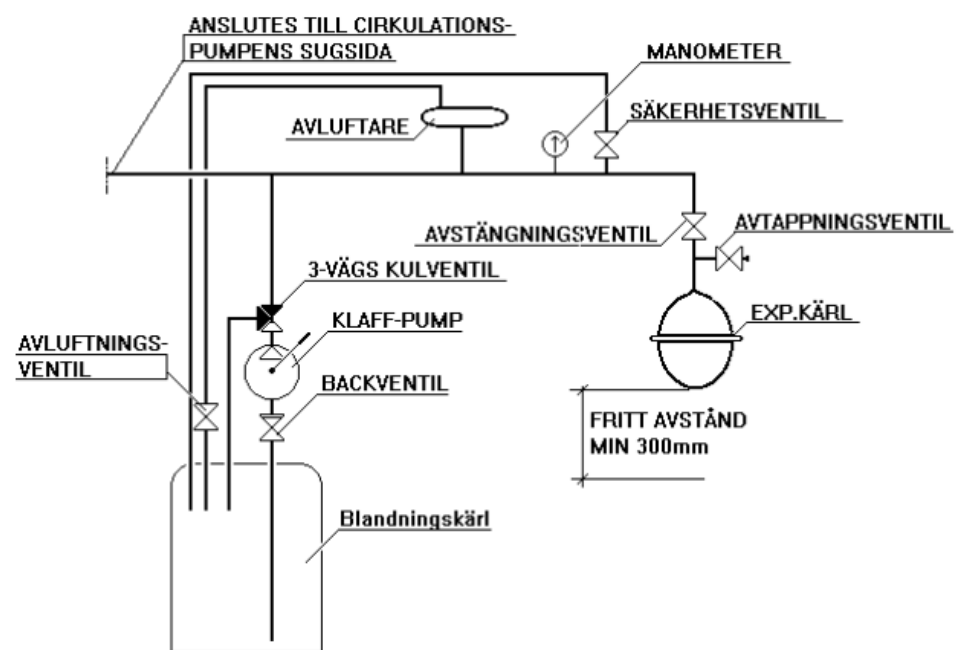 ANSLUTES TILL CIRKULATIONS-
PUMPENS SUGSIDA
MANOMETER
SÄKERHETSVENTIL
AVLUFTARE
AVSTÄNGNINGSVENTIL
AVTAPPNINGSVENTIL
3-VÄGS KULVENTIL
EXP.KÄRL
KLAFF-PUMP
AVLUFTNINGS-
VENTIL
BACKVENTIL
FRITT AVSTÅND
MIN 300mm
Blandningskärl